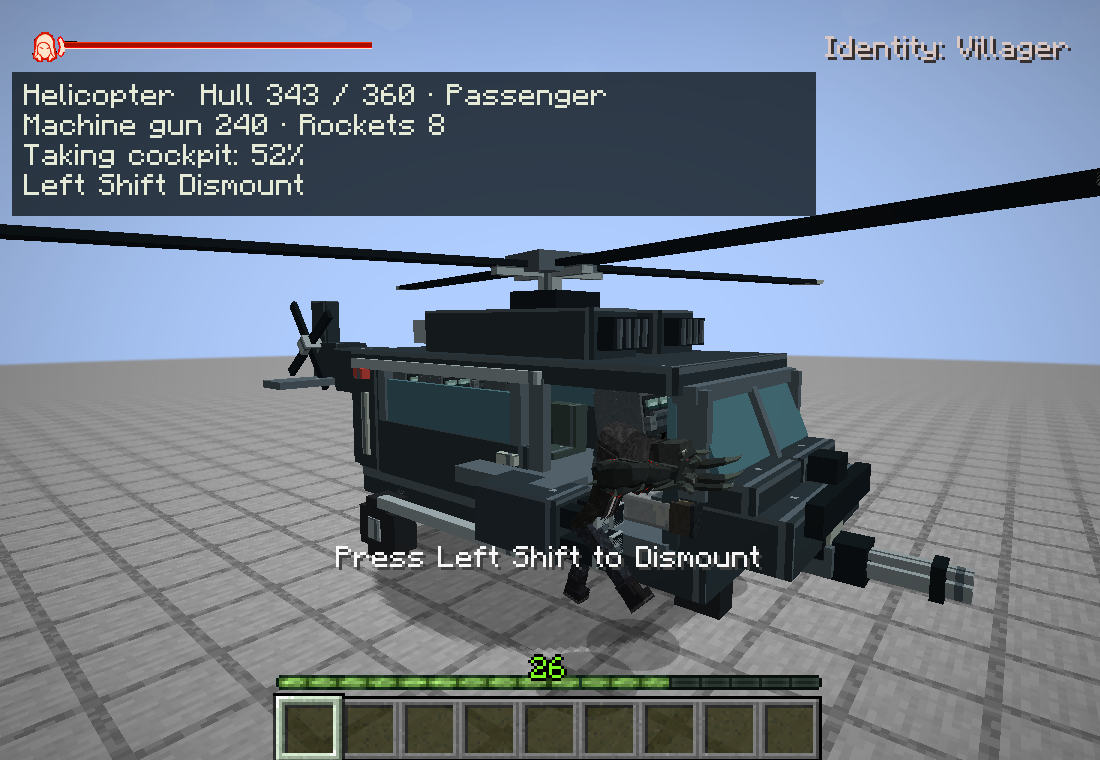 Identity: Villager
Helicopter Hull 343 / 360 · Passenger
Machine gun 240 · Rockets 8
Taking cockpit: 52%
Left Shift Dismount
Press Left Shift to Dismount
26